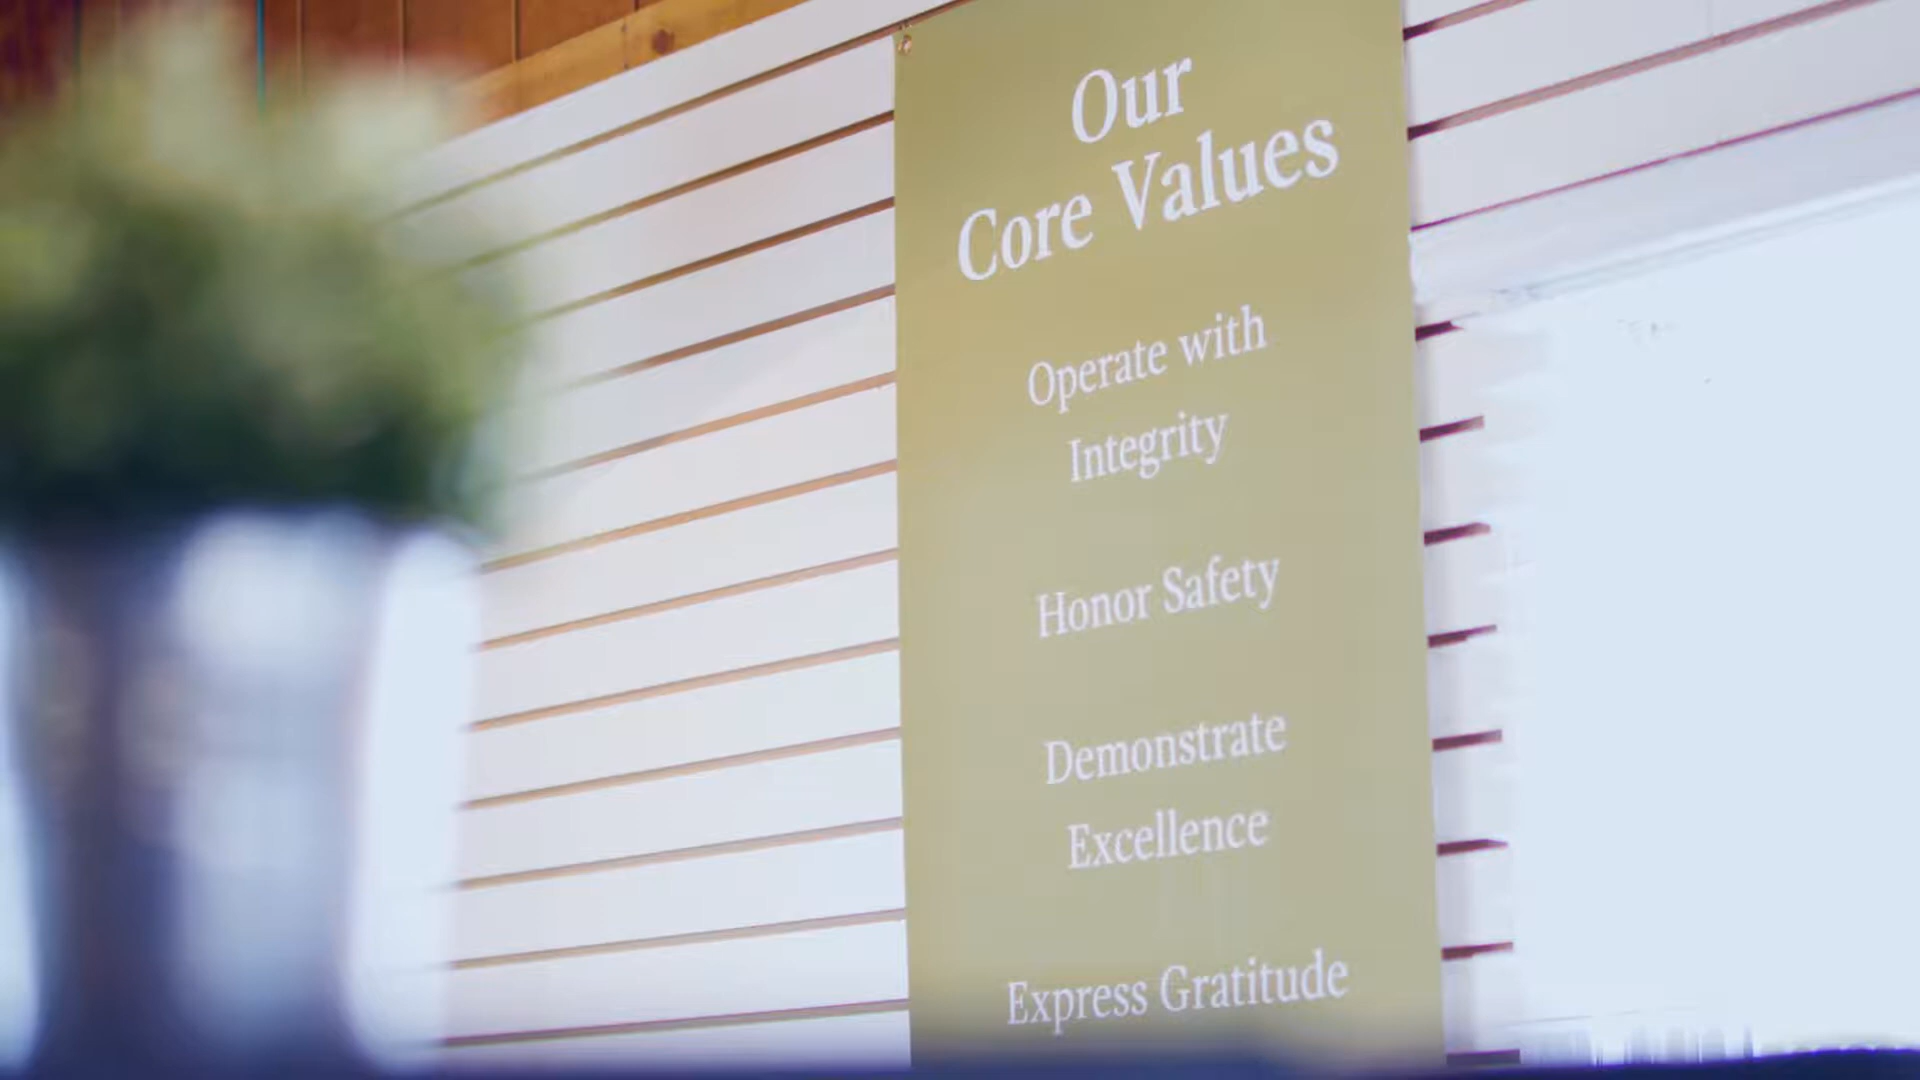 Our
Core Values
Operate with
Integrity
Honor Safety
Demonstrate
Excellence
Express Gratitude